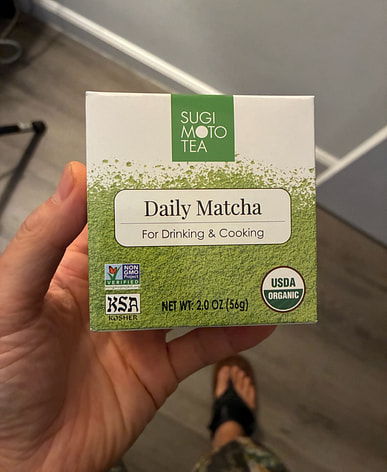 SUGI
MOTO
TEA
Daily Matcha
For Drinking & Cooking
NON
GMO
Project
VERIFIED
KSA
KOSHER
NET WT: 2.0 OZ (56g)
USDA
ORGANIC